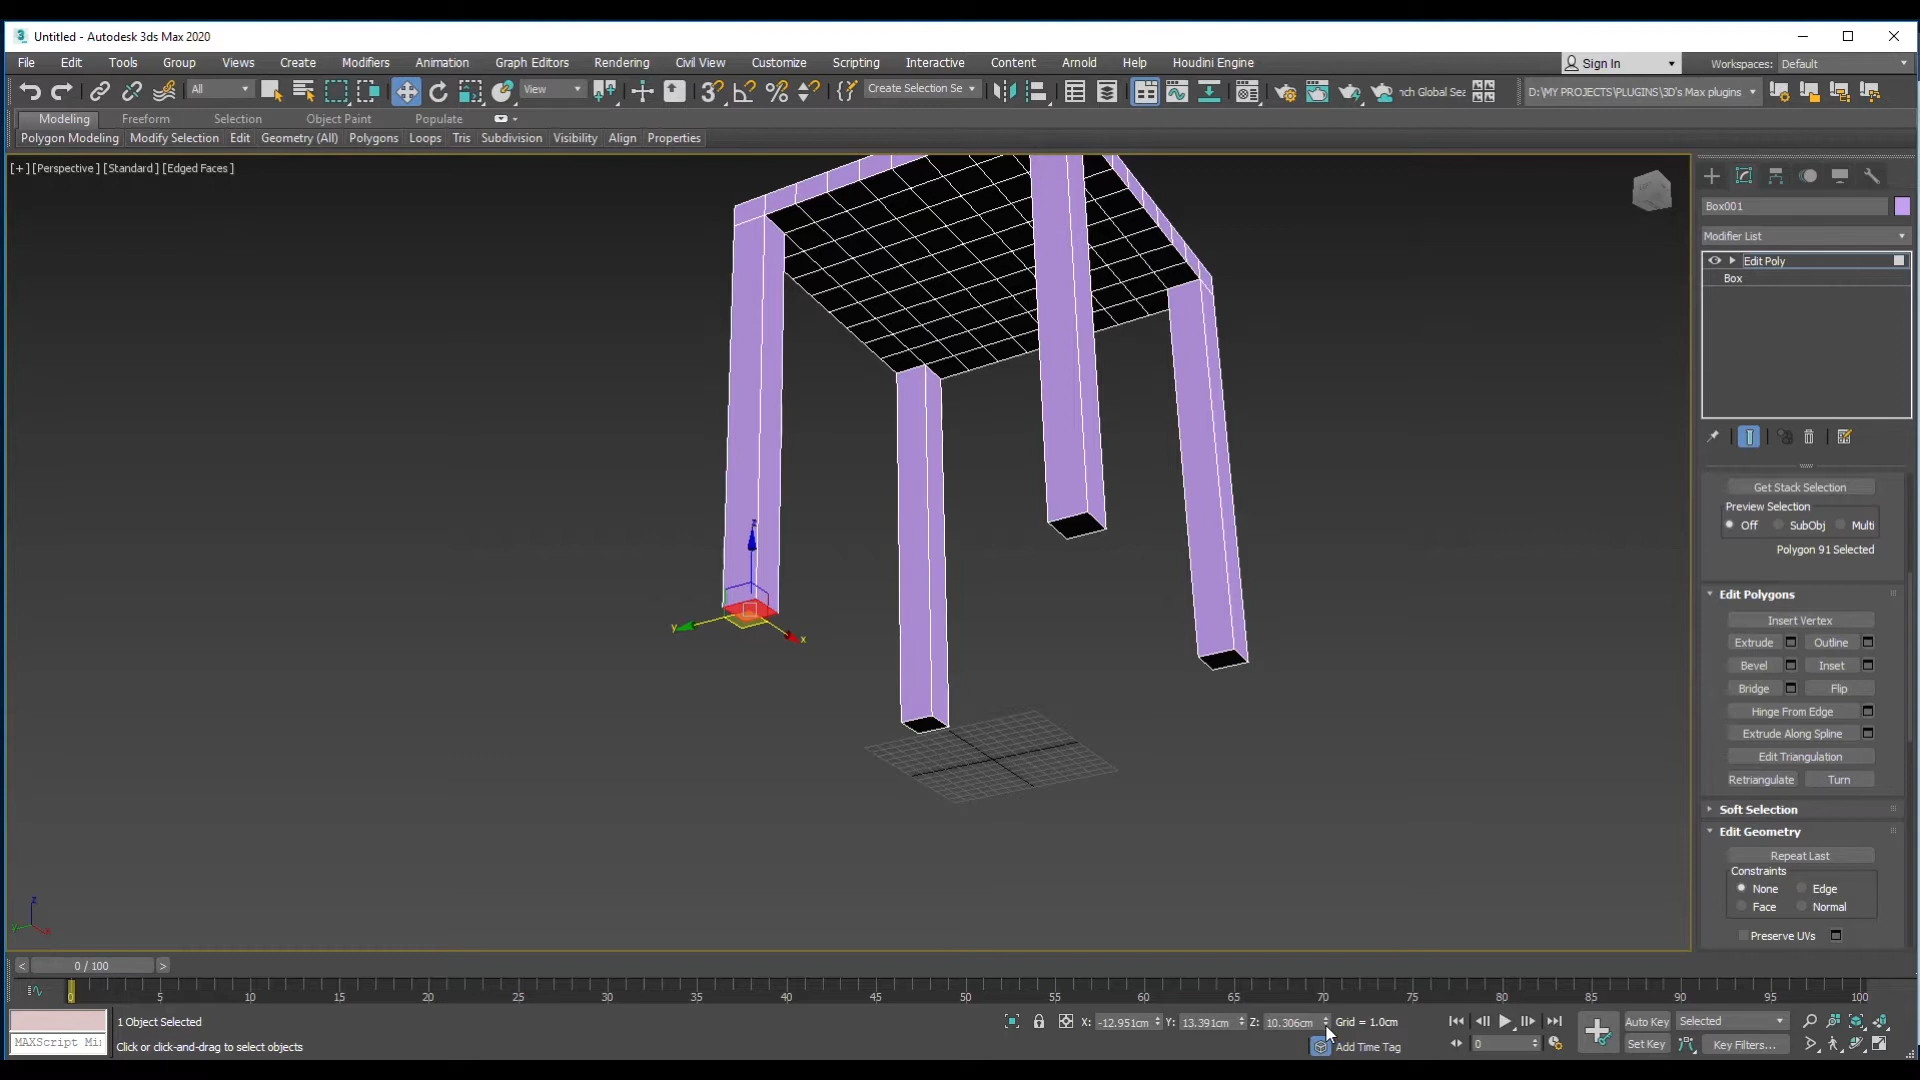 Untitled - Autodesk 3ds Max 2020
File Edit Tools Group Views Create Modifiers Animation Graph Editors Rendering Civil View Customize Scripting Interactive Content Arnold Help Houdini Engine Sign In Workspaces: Default
All View Create Selection Se rch Global Sea D:\MY PROJECTS\PLUGINS\3D's Max plugins
Modeling Freeform Selection Object Paint Populate
Polygon Modeling Modify Selection Edit Geometry (All) Polygons Loops Tris Subdivision Visibility Align Properties
[+] [Perspective] [Standard] [Edged Faces]
Box001
Modifier List
Edit Poly
Box
Get Stack Selection
Preview Selection
Off SubObj Multi
Polygon 91 Selected
Edit Polygons
Insert Vertex
Extrude Outline
Bevel Inset
Bridge Flip
Hinge From Edge
Extrude Along Spline
Edit Triangulation
Retriangulate Turn
Soft Selection
Edit Geometry
Repeat Last
Constraints
None Edge
Face Normal
Preserve UVs
z
y
x
z
y
x
< 0 / 100 >
0 5 10 15 20 25 30 35 40 45 50 55 60 65 70 75 80 85 90 95 100
1 Object Selected X: -12.951cm Y: 13.391cm Z: 10.306cm Grid = 1.0cm Auto Key Selected
MAXScript Mi Click or click-and-drag to select objects Add Time Tag 0 Set Key Key Filters...